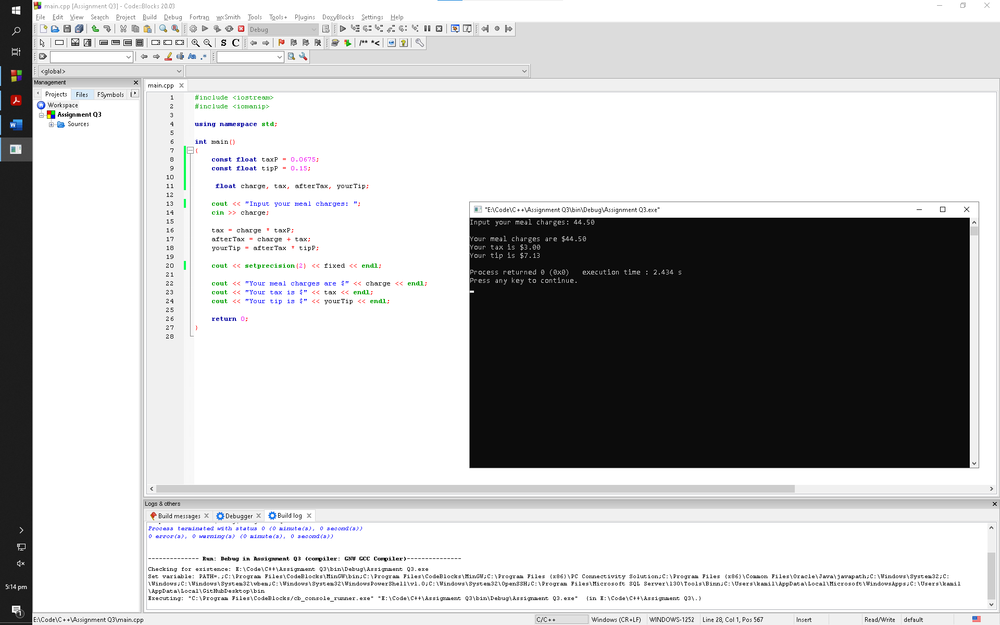 main.cpp [Assignment Q3] - Code::Blocks 20.03
File Edit View Search Project Build Debug Fortran wxSmith Tools Tools+ Plugins DoxyBlocks Settings Help
Debug
S C /** *<
Aa .*
<global>
Management
Projects Files FSymbols
Workspace
Assignment Q3
Sources
main.cpp
1 #include <iostream>
2 #include <iomanip>
3
4 using namespace std;
5
6 int main()
7 {
8 const float taxP = 0.0675;
9 const float tipP = 0.15;
10
11 float charge, tax, afterTax, yourTip;
12
13 cout << "Input your meal charges: ";
14 cin >> charge;
15
16 tax = charge * taxP;
17 afterTax = charge + tax;
18 yourTip = afterTax * tipP;
19
20 cout << setprecision(2) << fixed << endl;
21
22 cout << "Your meal charges are $" << charge << endl;
23 cout << "Your tax is $" << tax << endl;
24 cout << "Your tip is $" << yourTip << endl;
25
26 return 0;
27 }
28
"E:\Code\C++\Assignment Q3\bin\Debug\Assignment Q3.exe"
Input your meal charges: 44.50
Your meal charges are $44.50
Your tax is $3.00
Your tip is $7.13
Process returned 0 (0x0)   execution time : 2.434 s
Press any key to continue.
Logs & others
Build messages Debugger Build log
Process terminated with status 0 (0 minute(s), 0 second(s))
0 error(s), 0 warning(s) (0 minute(s), 0 second(s))
-------------- Run: Debug in Assignment Q3 (compiler: GNU GCC Compiler)---------------
Checking for existence: E:\Code\C++\Assignment Q3\bin\Debug\Assignment Q3.exe
Set variable: PATH=.;C:\Program Files\CodeBlocks\MinGW\bin;C:\Program Files\CodeBlocks\MinGW;C:\Program Files (x86)\PC Connectivity Solution;C:\Program Files (x86)\Common Files\Oracle\Java\javapath;C:\Windows\System32;C:
\Windows;C:\Windows\System32\wbem;C:\Windows\System32\WindowsPowerShell\v1.0;C:\Windows\System32\OpenSSH;C:\Program Files\Microsoft SQL Server\130\Tools\Binn;C:\Users\kamil\AppData\Local\Microsoft\WindowsApps;C:\Users\kamil
\AppData\Local\GitHubDesktop\bin
Executing: "C:\Program Files\CodeBlocks/cb_console_runner.exe" "E:\Code\C++\Assignment Q3\bin\Debug\Assignment Q3.exe"  (in E:\Code\C++\Assignment Q3\.)
5:14 pm
1
E:\Code\C++\Assignment Q3\main.cpp C/C++ Windows (CR+LF) WINDOWS-1252 Line 28, Col 1, Pos 567 Insert Read/Write default